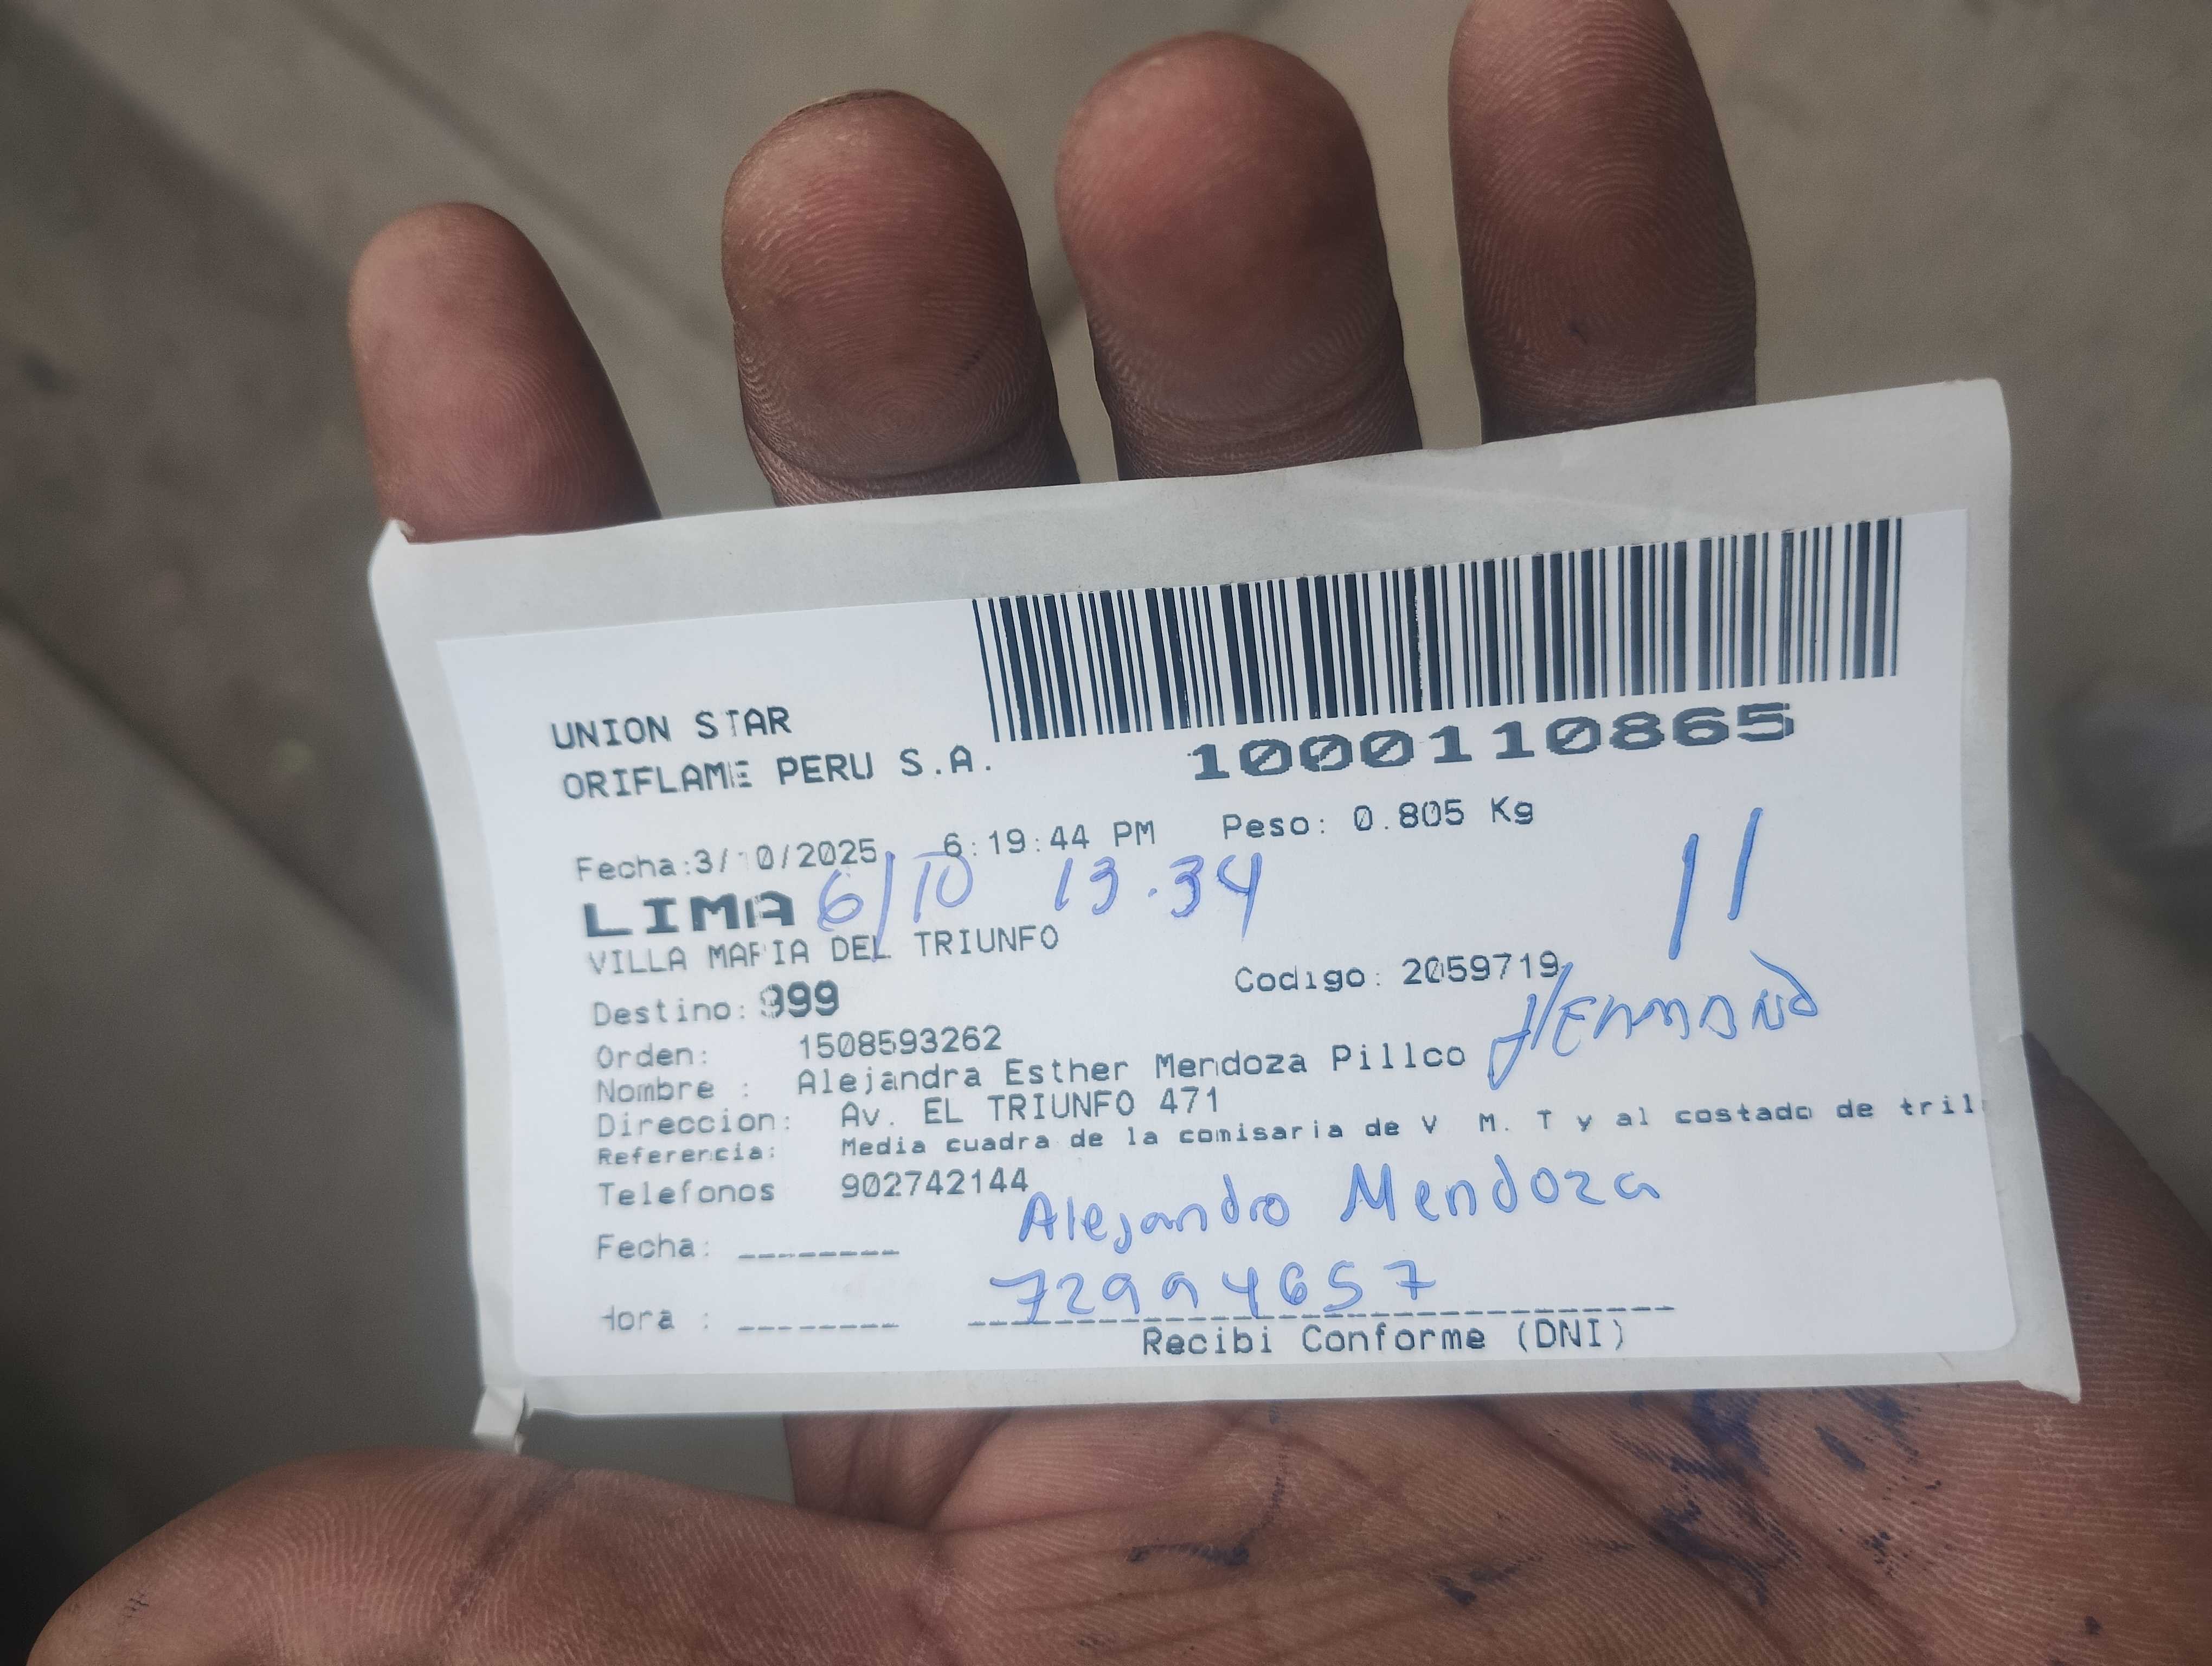 UNION STAR
ORIFLAME PERU S.A.
1000110865
Fecha:3/10/2025 6:19:44 PM Peso: 0.805 Kg
LIMA 6/10 13.34 11
VILLA MARIA DEL TRIUNFO
Destino: 999 Codigo: 2059719
HERMANO
Orden: 1508593262
Nombre : Alejandra Esther Mendoza Pillco
Direccion: Av. EL TRIUNFO 471
Referencia: Media cuadra de la comisaria de V M. T y al costado de tril
Telefonos 902742144
Alejandro Mendoza
Fecha: --------
72994657
Hora : --------
Recibi Conforme (DNI)